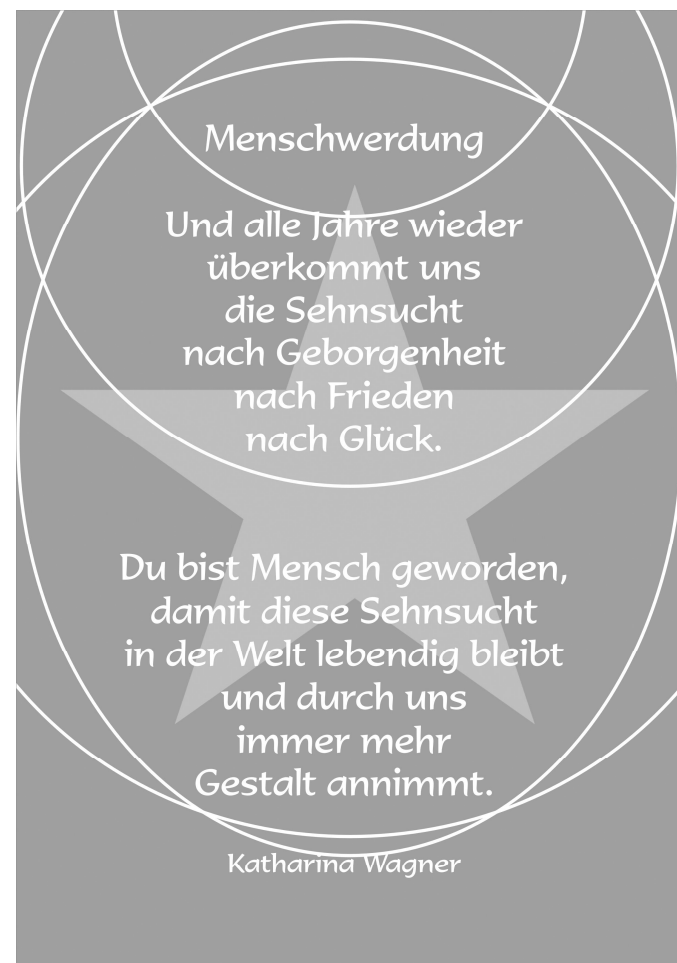 Menschwerdung
Und alle Jahre wieder
überkommt uns
die Sehnsucht
nach Geborgenheit
nach Frieden
nach Glück.
Du bist Mensch geworden,
damit diese Sehnsucht
in der Welt lebendig bleibt
und durch uns
immer mehr
Gestalt annimmt.
Katharina Wagner